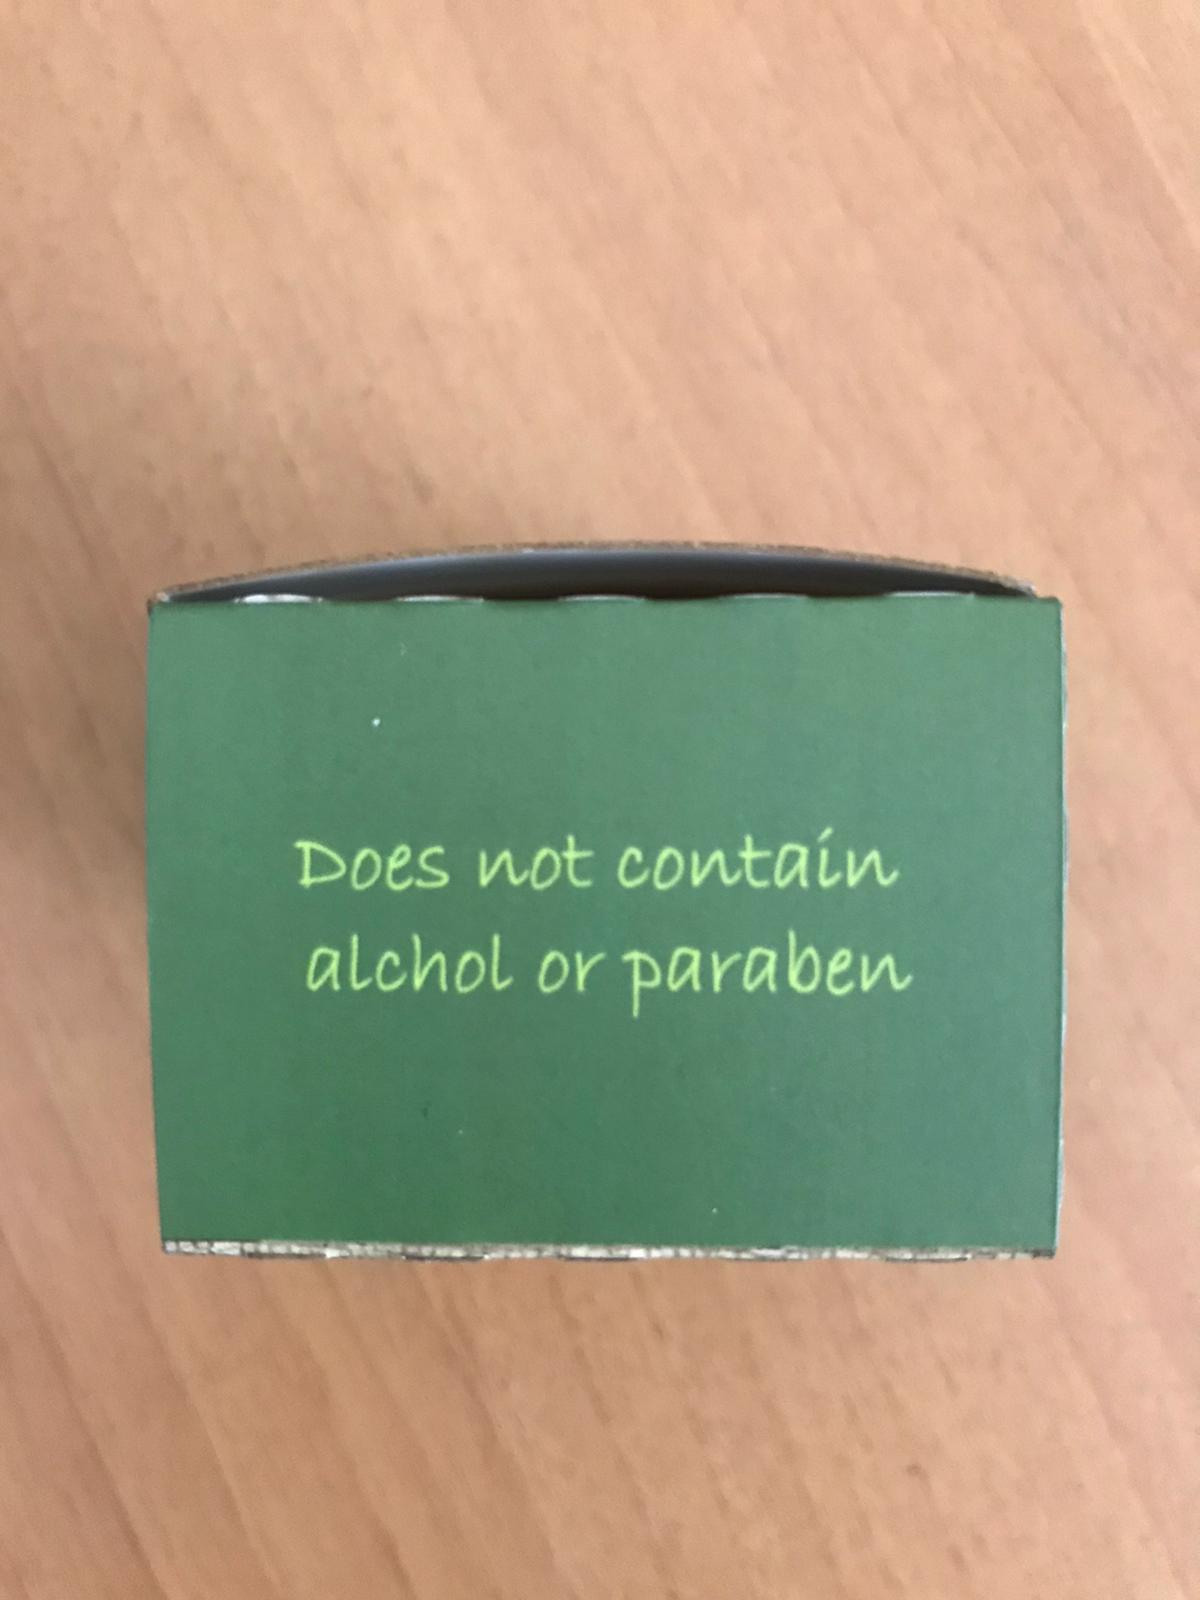 Does not contain
alchol or paraben